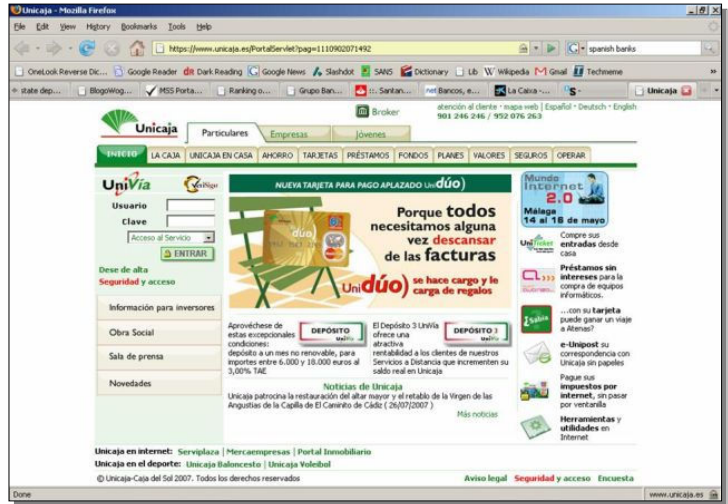 Unicaja - Mozilla Firefox
File Edit View History Bookmarks Tools Help
https://www.unicaja.es/PortalServlet?pag=1110902071492
spanish banks
OneLook Reverse Dic... Google Reader Dark Reading Google News Slashdot SANS Dictionary Lib Wikipedia Gmail Techmeme
state dep... BlogoWog... MSS Porta... Ranking o... Grupo Ban... ::. Santan... Bancos, e... La Caixa -... Unicaja
Broker
atención al cliente · mapa web | Español · Deutsch · English
901 246 246 / 952 076 263
Unicaja
Particulares Empresas Jóvenes
INICIO LA CAJA UNICAJA EN CASA AHORRO TARJETAS PRÉSTAMOS FONDOS PLANES VALORES SEGUROS OPERAR
UniVía
Usuario
Clave
Acceso al Servicio
ENTRAR
Dese de alta
Seguridad y acceso
Información para inversores
Obra Social
Sala de prensa
Novedades
NUEVA TARJETA PARA PAGO APLAZADO Unidúo)
Porque todos
necesitamos alguna
vez descansar
de las facturas
dúo)
Unidúo) se hace cargo y le
carga de regalos
Aprovéchese de
estas excepcionales
condiciones:
depósito a un mes no renovable, para
importes entre 6.000 y 18.000 euros al
3,00% TAE
DEPÓSITO
UniVía
El Depósito 3 UniVía
ofrece una
atractiva
rentabilidad a los clientes de nuestros
Servicios a Distancia que incrementen su
saldo real en Unicaja
DEPÓSITO 3
UniVía
Noticias de Unicaja
Unicaja patrocina la restauración del altar mayor y el retablo de la Virgen de las
Angustias de la Capilla de El Caminito de Cádiz ( 26/07/2007 )
Más noticias
Mundo
Internet
2.0
Málaga
14 al 16 de mayo
UniTicket
Compre sus
entradas desde
casa
Préstamos sin
intereses para la
compra de equipos
informáticos.
...con su tarjeta
puede ganar un viaje
a Atenas?
e-Unipost su
correspondencia con
Unicaja sin papeles
Pague sus
impuestos por
internet, sin pasar
por ventanilla
Herramientas y
utilidades en
Internet
Unicaja en internet: Serviplaza | Mercaempresas | Portal Inmobiliario
Unicaja en el deporte: Unicaja Baloncesto | Unicaja Voleibol
© Unicaja-Caja del Sol 2007. Todos los derechos reservados
Aviso legal Seguridad y acceso Encuesta
Done
www.unicaja.es